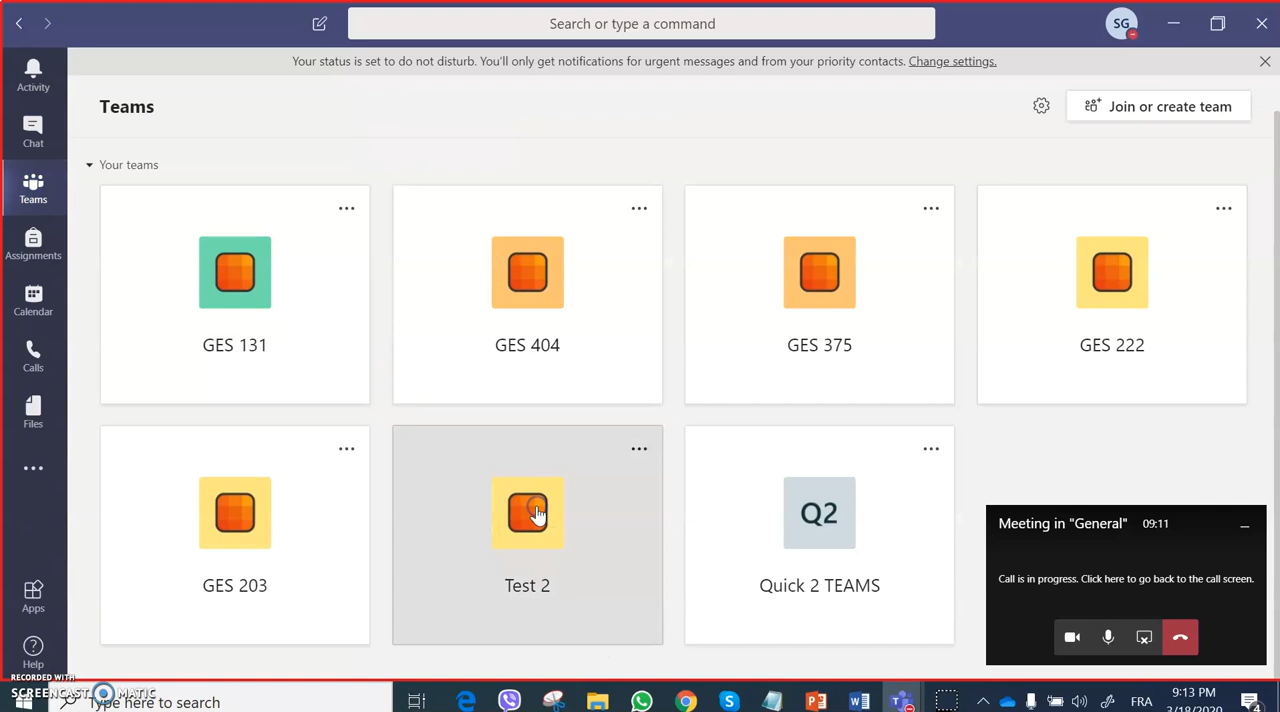 Search or type a command
SG
Your status is set to do not disturb. You'll only get notifications for urgent messages and from your priority contacts. Change settings.
Activity
Chat
Teams
Assignments
Calendar
Calls
Files
Apps
Help
Teams
Join or create team
Your teams
GES 131
GES 404
GES 375
GES 222
GES 203
Test 2
Q2
Quick 2 TEAMS
Meeting in "General" 09:11
Call is in progress. Click here to go back to the call screen.
RECORDED WITH
SCREENCAST MATIC
Type here to search
FRA
9:13 PM
3/18/2020
4